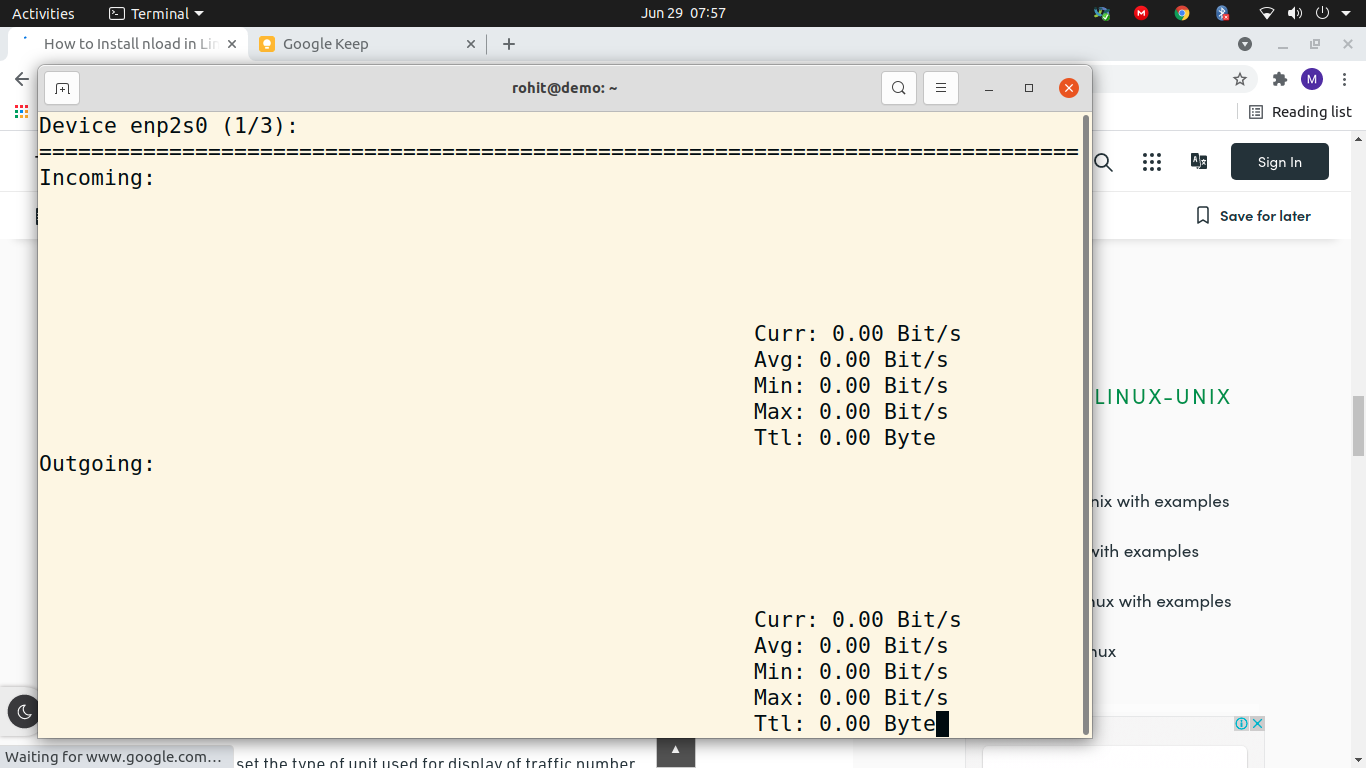 Activities Terminal Jun 29 07:57
How to Install nload in Lin Google Keep
M
Reading list
rohit@demo: ~
Device enp2s0 (1/3):
================================================================================
Incoming:
Sign In
Save for later
Curr: 0.00 Bit/s
Avg: 0.00 Bit/s
Min: 0.00 Bit/s
Max: 0.00 Bit/s
Ttl: 0.00 Byte
LINUX-UNIX
Outgoing:
nix with examples
with examples
nux with examples
Curr: 0.00 Bit/s
Avg: 0.00 Bit/s
nux
Min: 0.00 Bit/s
Max: 0.00 Bit/s
Ttl: 0.00 Byte
Waiting for www.google.com…
set the type of unit used for display of traffic number